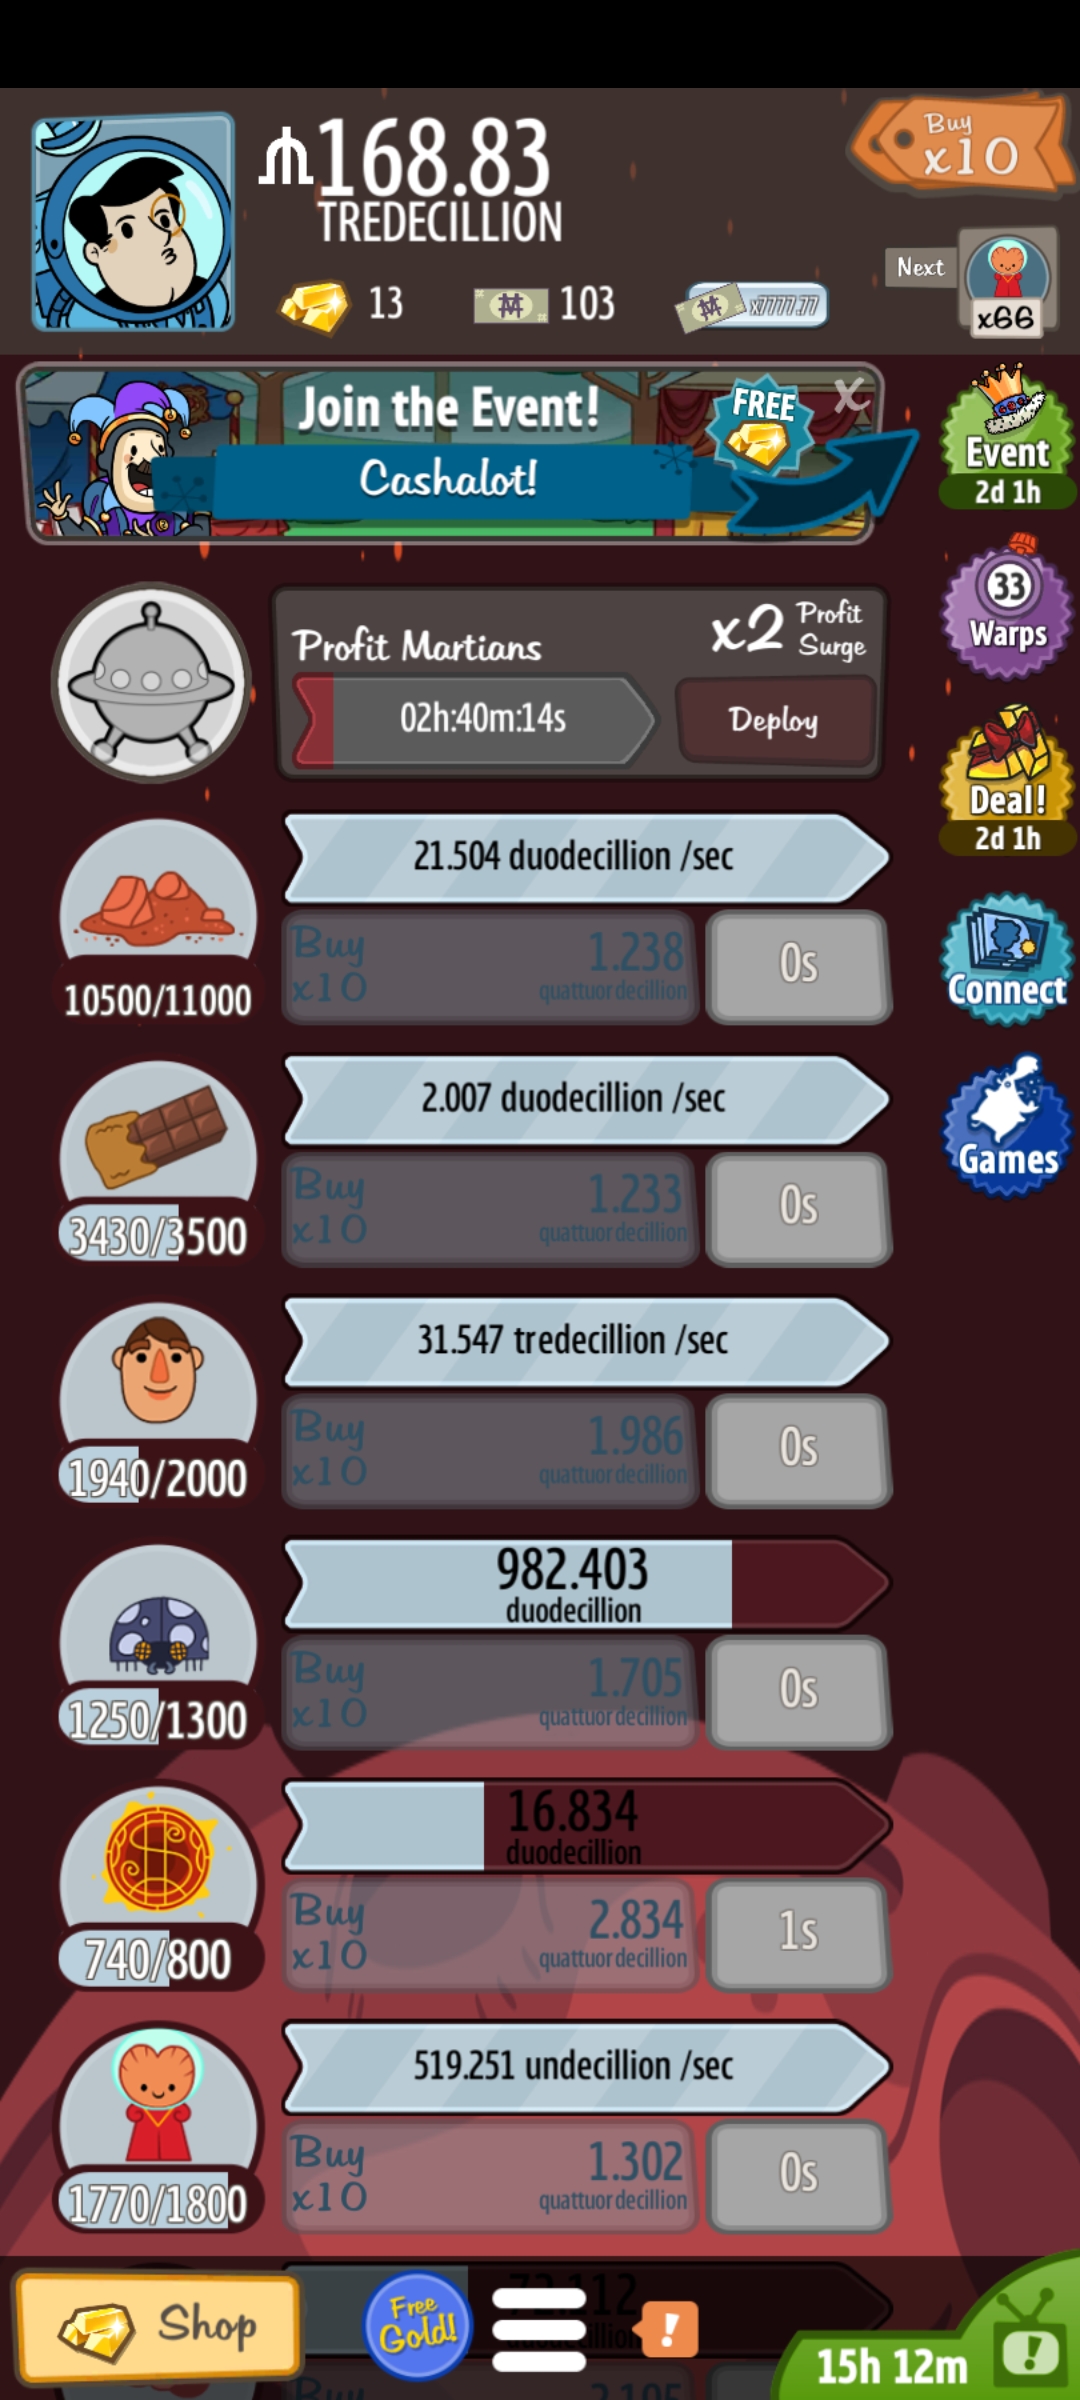 168.83
TREDECILLION
Buy
x10
13
103
x7777.77
Next
x66
Join the Event!
FREE
X
Cashalot!
Event
2d 1h
33
Warps
Profit Martians
x2 Profit
Surge
02h:40m:14s
Deploy
Deal!
2d 1h
21.504 duodecillion /sec
10500/11000
Buy
x10
1.238
quattuordecillion
0s
Connect
2.007 duodecillion /sec
3430/3500
Buy
x10
1.233
quattuordecillion
0s
Games
31.547 tredecillion /sec
1940/2000
Buy
x10
1.986
quattuordecillion
0s
982.403
duodecillion
1250/1300
Buy
x10
1.705
quattuordecillion
0s
16.834
duodecillion
740/800
Buy
x10
2.834
quattuordecillion
1s
519.251 undecillion /sec
1770/1800
Buy
x10
1.302
quattuordecillion
0s
Shop
Free
Gold!
!
15h 12m
!